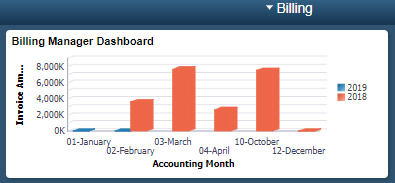 Billing
Billing Manager Dashboard
Invoice Am...
8,000K
6,000K
4,000K
2,000K
0K
01-January
02-February
03-March
04-April
10-October
12-December
Accounting Month
2019
2018